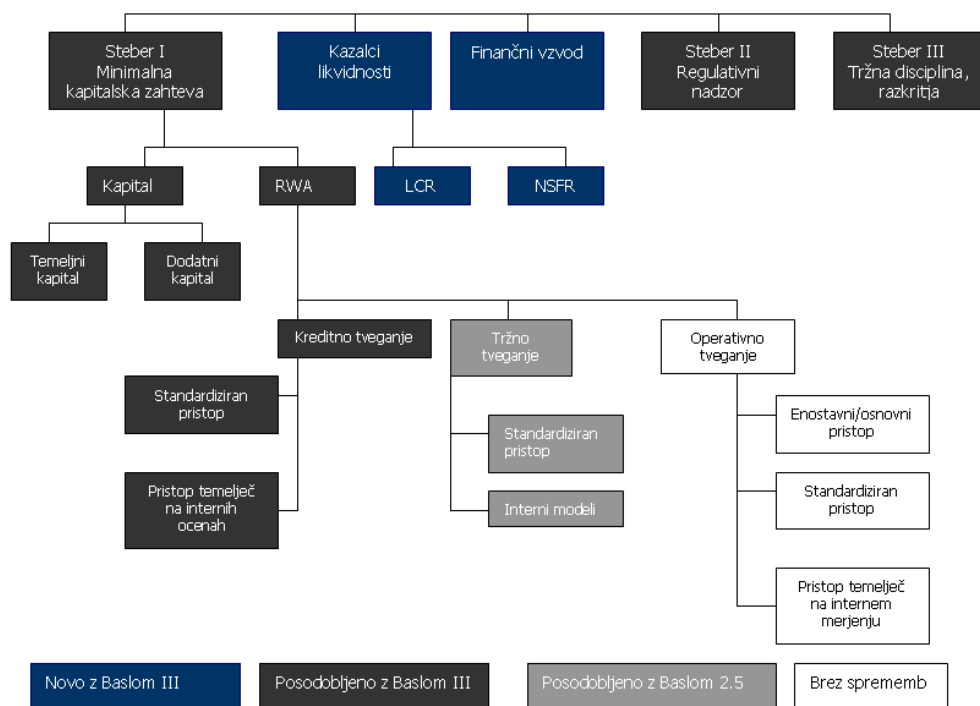 Steber I
Minimalna
kapitalska zahteva
Kazalci
likvidnosti
Finančni vzvod
Steber II
Regulativni
nadzor
Steber III
Tržna disciplina,
razkritja
Kapital
RWA
LCR
NSFR
Temeljni
kapital
Dodatni
kapital
Kreditno tveganje
Tržno
tveganje
Operativno
tveganje
Standardiziran
pristop
Pristop temelječ
na internih
ocenah
Standardiziran
pristop
Interni modeli
Enostavni/osnovni
pristop
Standardiziran
pristop
Pristop temelječ
na internem
merjenju
Novo z Baslom III
Posodobljeno z Baslom III
Posodobljeno z Baslom 2.5
Brez sprememb